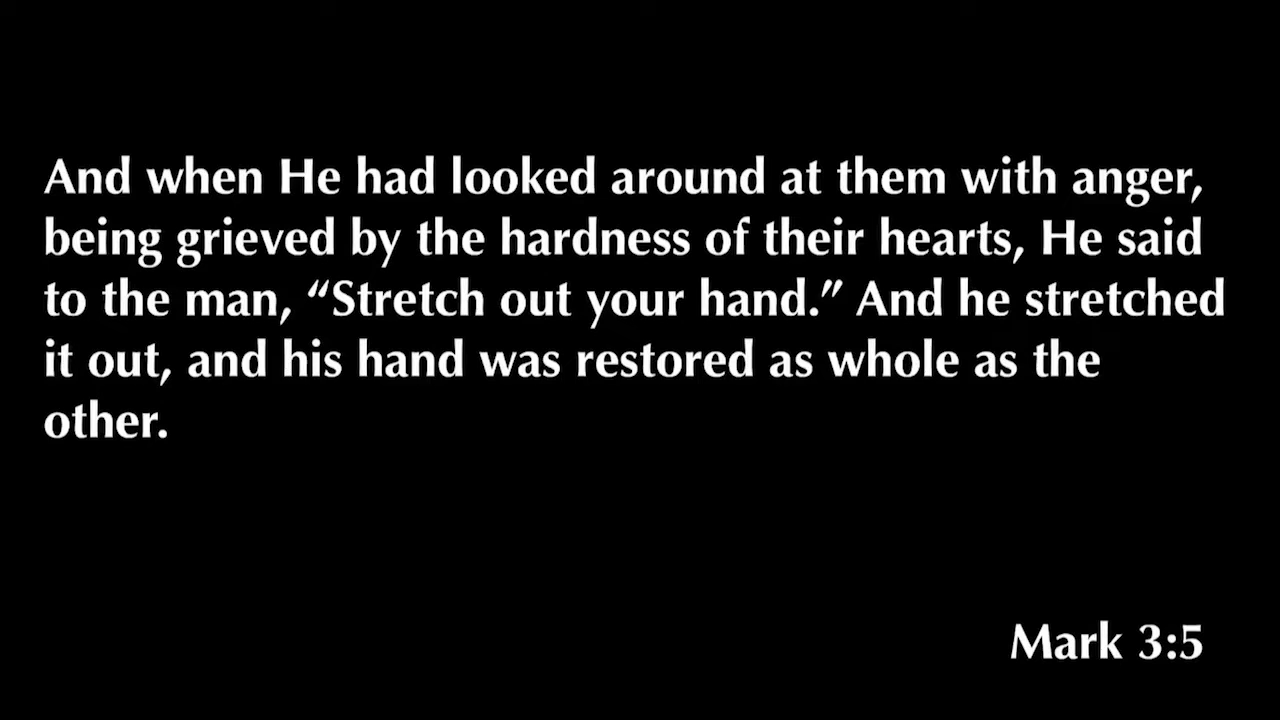 And when He had looked around at them with anger,
being grieved by the hardness of their hearts, He said
to the man, “Stretch out your hand.” And he stretched
it out, and his hand was restored as whole as the
other.
Mark 3:5